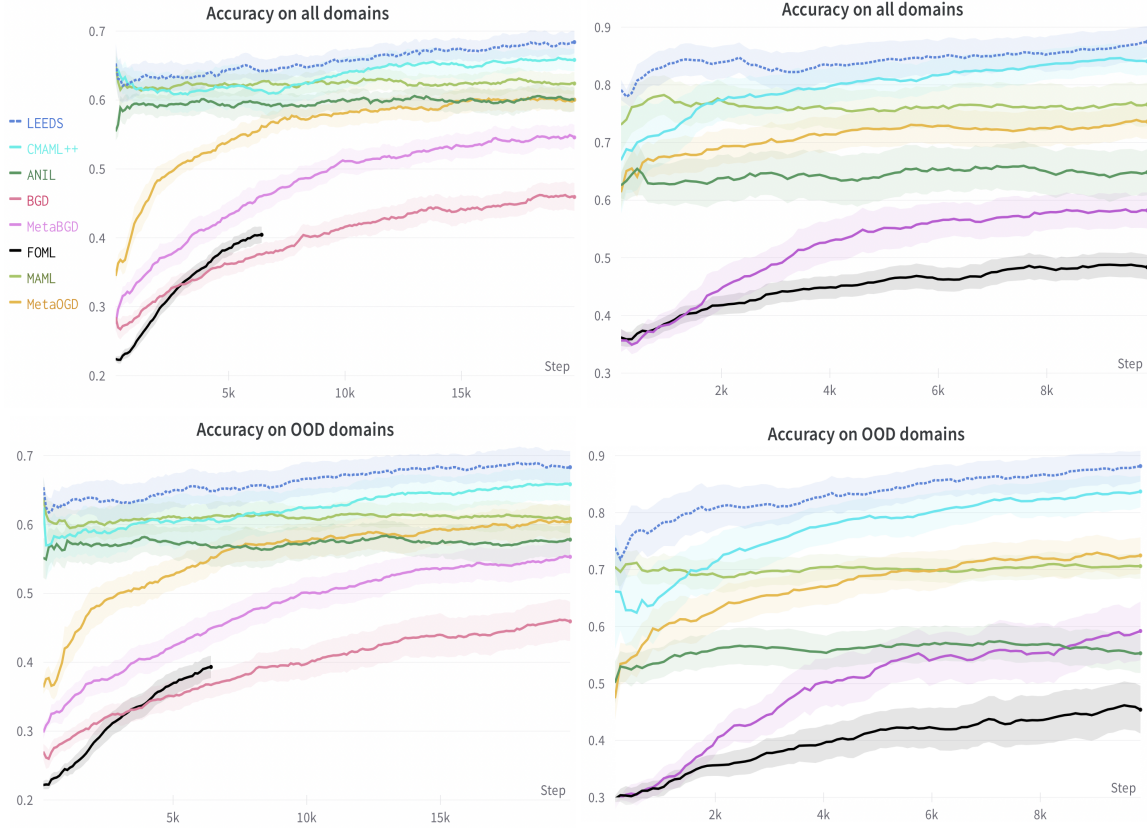 Accuracy on all domains
0.7
0.6
0.5
0.4
0.3
0.2
5k
10k
15k
Step
LEEDS
CMAML++
ANIL
BGD
MetaBGD
FOML
MAML
MetaOGD
Accuracy on all domains
0.9
0.8
0.7
0.6
0.5
0.4
0.3
2k
4k
6k
8k
Step
Accuracy on OOD domains
0.7
0.6
0.5
0.4
0.3
0.2
5k
10k
15k
Step
Accuracy on OOD domains
0.9
0.8
0.7
0.6
0.5
0.4
0.3
2k
4k
6k
8k
Step